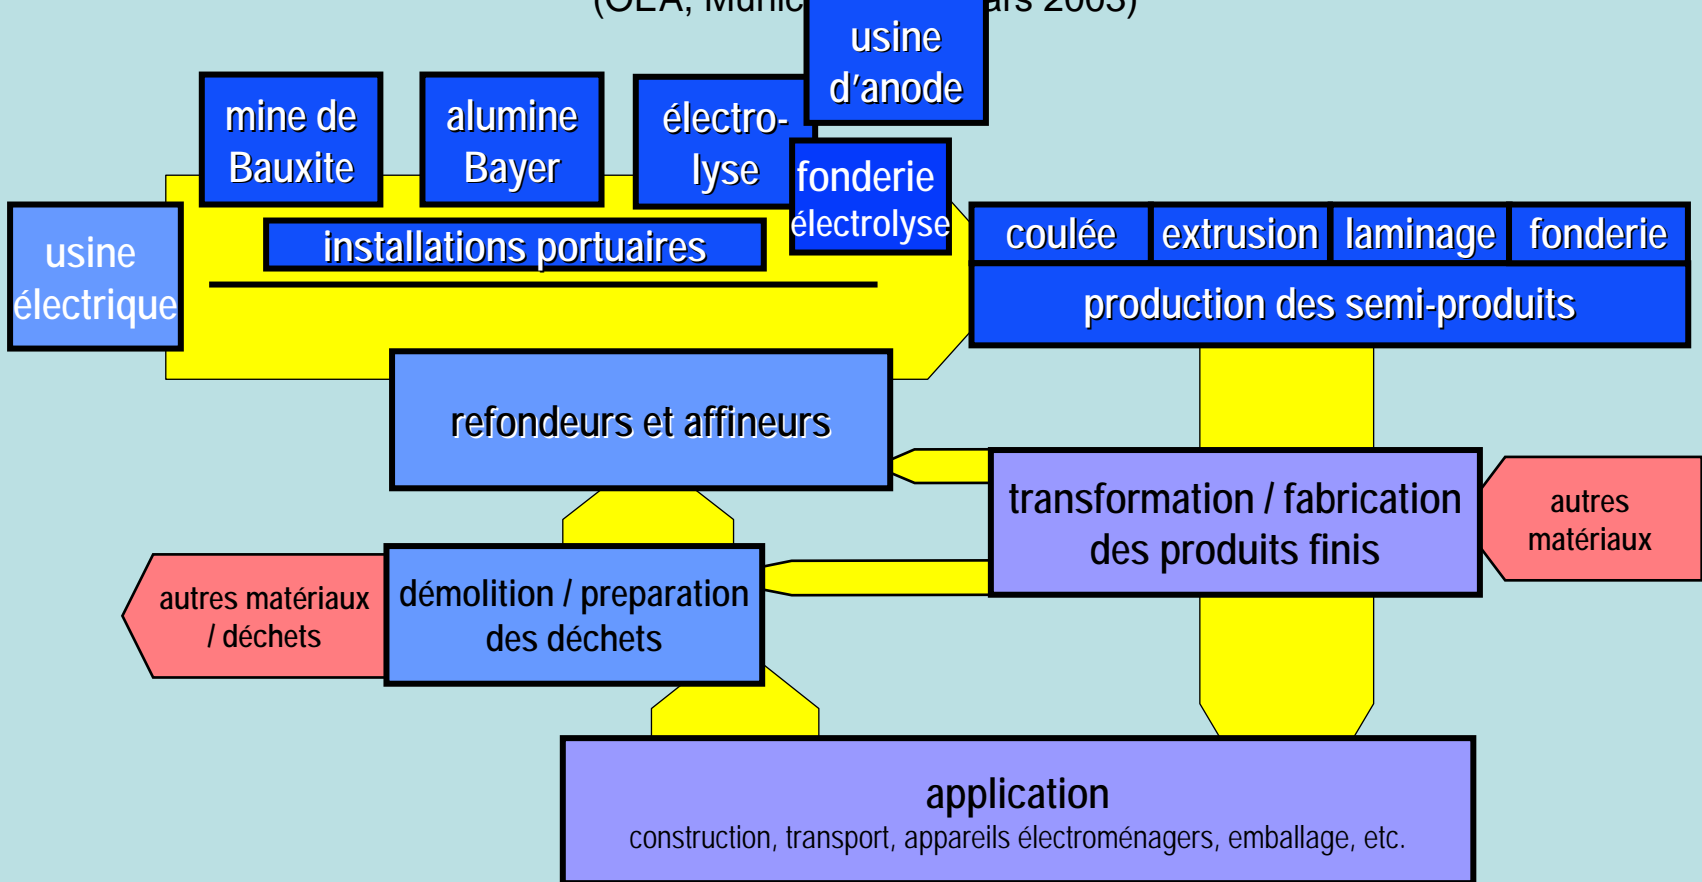 (OEA, 2003)
usine
d'anode
mine de
Bauxite
alumine
Bayer
électro-
lyse
fonderie
électrolyse
usine
électrique
installations portuaires
coulée
extrusion
laminage
fonderie
production des semi-produits
refondeurs et affineurs
transformation / fabrication
des produits finis
autres
matériaux
autres matériaux
/ déchets
démolition / preparation
des déchets
application
construction, transport, appareils électroménagers, emballage, etc.